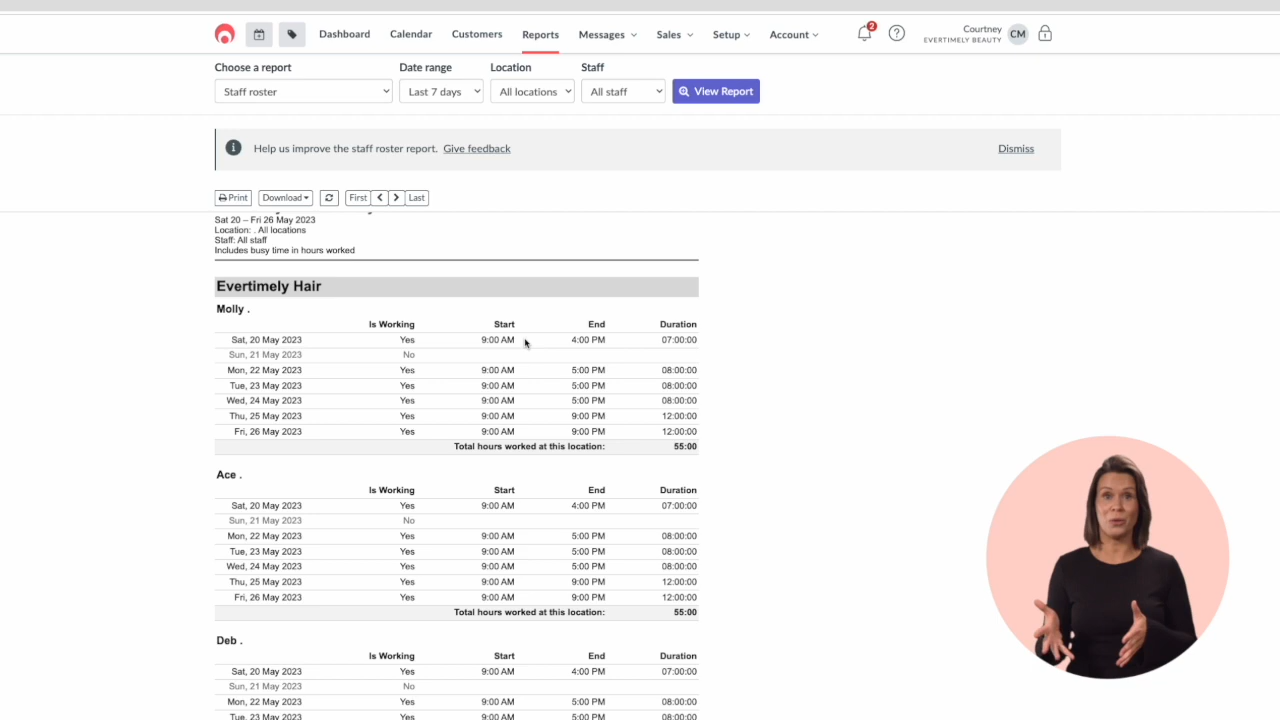 Dashboard Calendar Customers Reports Messages Sales Setup Account 2 ? Courtney CM
EVERTIMELY BEAUTY
Choose a report Date range Location Staff
Staff roster Last 7 days All locations All staff View Report
Help us improve the staff roster report. Give feedback Dismiss
Print Download First Last
Sat 20 – Fri 26 May 2023
Location: . All locations
Staff: All staff
Includes busy time in hours worked
Evertimely Hair
Molly .
Is Working Start End Duration
Sat, 20 May 2023 Yes 9:00 AM 4:00 PM 07:00:00
Sun, 21 May 2023 No
Mon, 22 May 2023 Yes 9:00 AM 5:00 PM 08:00:00
Tue, 23 May 2023 Yes 9:00 AM 5:00 PM 08:00:00
Wed, 24 May 2023 Yes 9:00 AM 5:00 PM 08:00:00
Thu, 25 May 2023 Yes 9:00 AM 9:00 PM 12:00:00
Fri, 26 May 2023 Yes 9:00 AM 9:00 PM 12:00:00
Total hours worked at this location: 55:00
Ace .
Is Working Start End Duration
Sat, 20 May 2023 Yes 9:00 AM 4:00 PM 07:00:00
Sun, 21 May 2023 No
Mon, 22 May 2023 Yes 9:00 AM 5:00 PM 08:00:00
Tue, 23 May 2023 Yes 9:00 AM 5:00 PM 08:00:00
Wed, 24 May 2023 Yes 9:00 AM 5:00 PM 08:00:00
Thu, 25 May 2023 Yes 9:00 AM 9:00 PM 12:00:00
Fri, 26 May 2023 Yes 9:00 AM 9:00 PM 12:00:00
Total hours worked at this location: 55:00
Deb .
Is Working Start End Duration
Sat, 20 May 2023 Yes 9:00 AM 4:00 PM 07:00:00
Sun, 21 May 2023 No
Mon, 22 May 2023 Yes 9:00 AM 5:00 PM 08:00:00
Tue, 23 May 2023 Yes 9:00 AM 5:00 PM 08:00:00